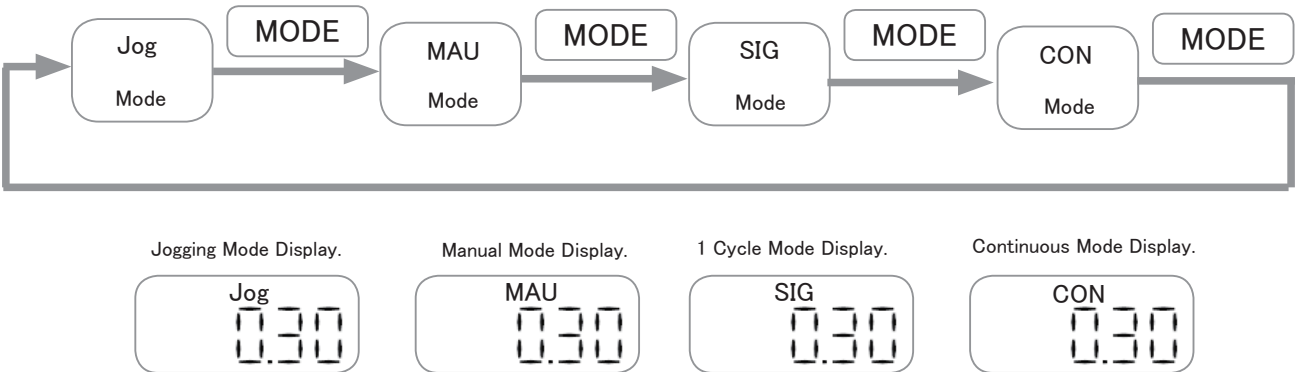 Jog
Mode
MODE
MAU
Mode
MODE
SIG
Mode
MODE
CON
Mode
MODE
Jogging Mode Display.
Manual Mode Display.
1 Cycle Mode Display.
Continuous Mode Display.
Jog
0.30
MAU
0.30
SIG
0.30
CON
0.30